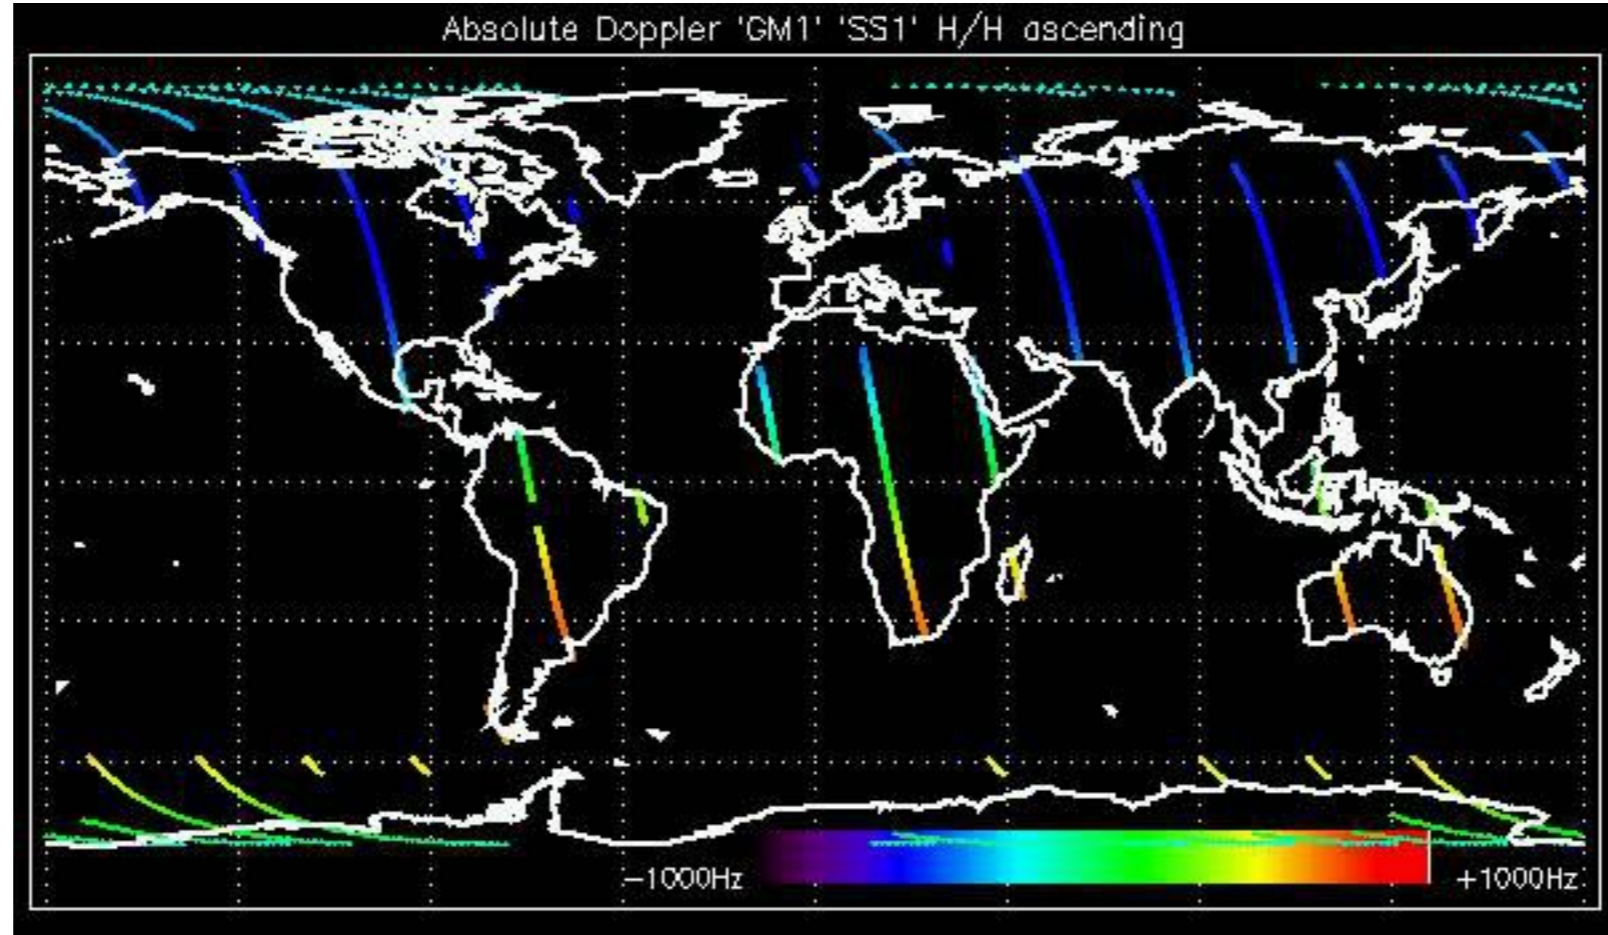 Absolute Doppler 'GM1' 'SS1' H/H ascending
−1000Hz
+1000Hz